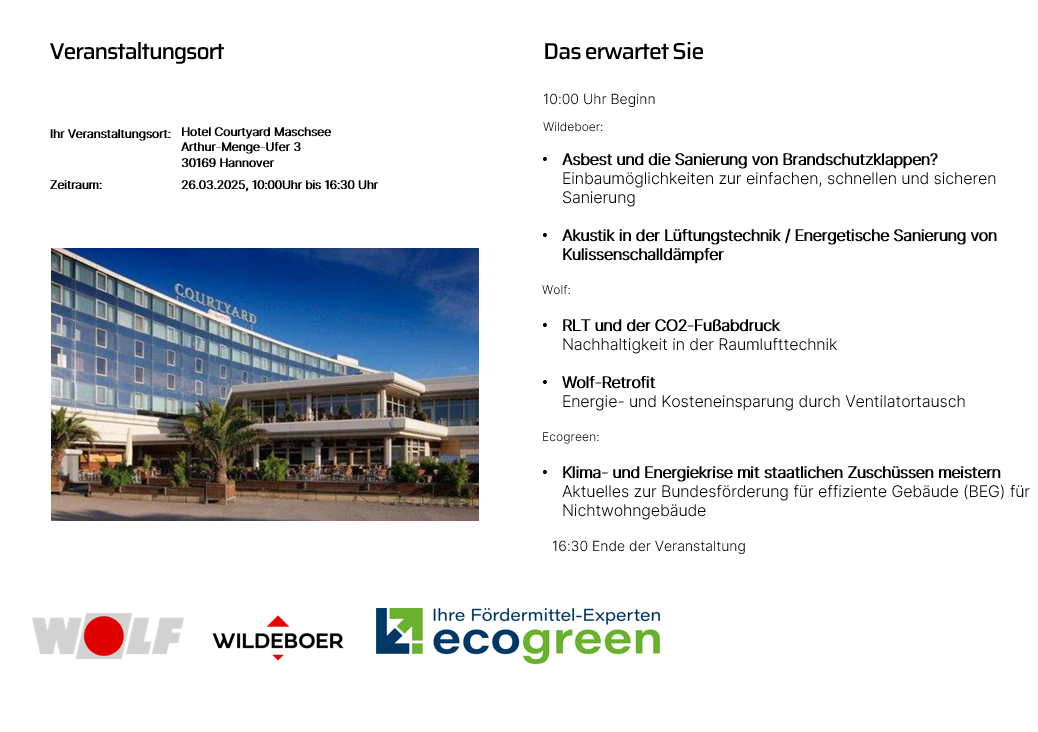 Veranstaltungsort
Ihr Veranstaltungsort: Hotel Courtyard Maschsee
Arthur-Menge-Ufer 3
30169 Hannover
Zeitraum: 26.03.2025, 10:00Uhr bis 16:30 Uhr
COURTYARD
Das erwartet Sie
10:00 Uhr Beginn
Wildeboer:
• Asbest und die Sanierung von Brandschutzklappen?
Einbaumöglichkeiten zur einfachen, schnellen und sicheren
Sanierung
• Akustik in der Lüftungstechnik / Energetische Sanierung von
Kulissenschalldämpfer
Wolf:
• RLT und der CO2-Fußabdruck
Nachhaltigkeit in der Raumlufttechnik
• Wolf-Retrofit
Energie- und Kosteneinsparung durch Ventilatortausch
Ecogreen:
• Klima- und Energiekrise mit staatlichen Zuschüssen meistern
Aktuelles zur Bundesförderung für effiziente Gebäude (BEG) für
Nichtwohngebäude
16:30 Ende der Veranstaltung
WOLF
WILDEBOER
Ihre Fördermittel-Experten
ecogreen